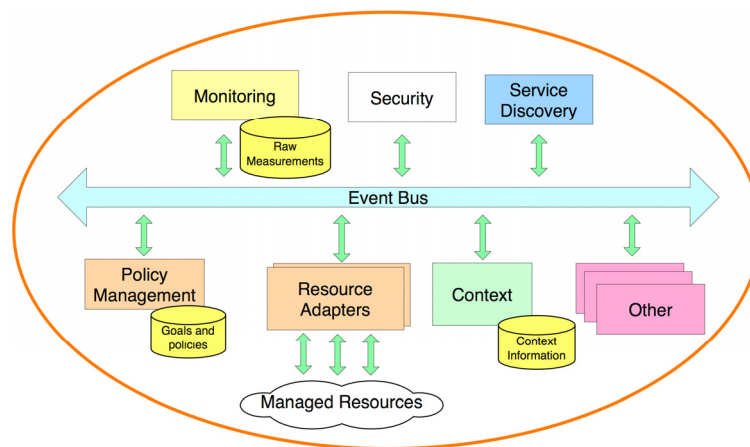 Monitoring
Security
Service
Discovery
Raw
Measurements
Event Bus
Policy
Management
Goals and
policies
Resource
Adapters
Context
Context
Information
Other
Managed Resources